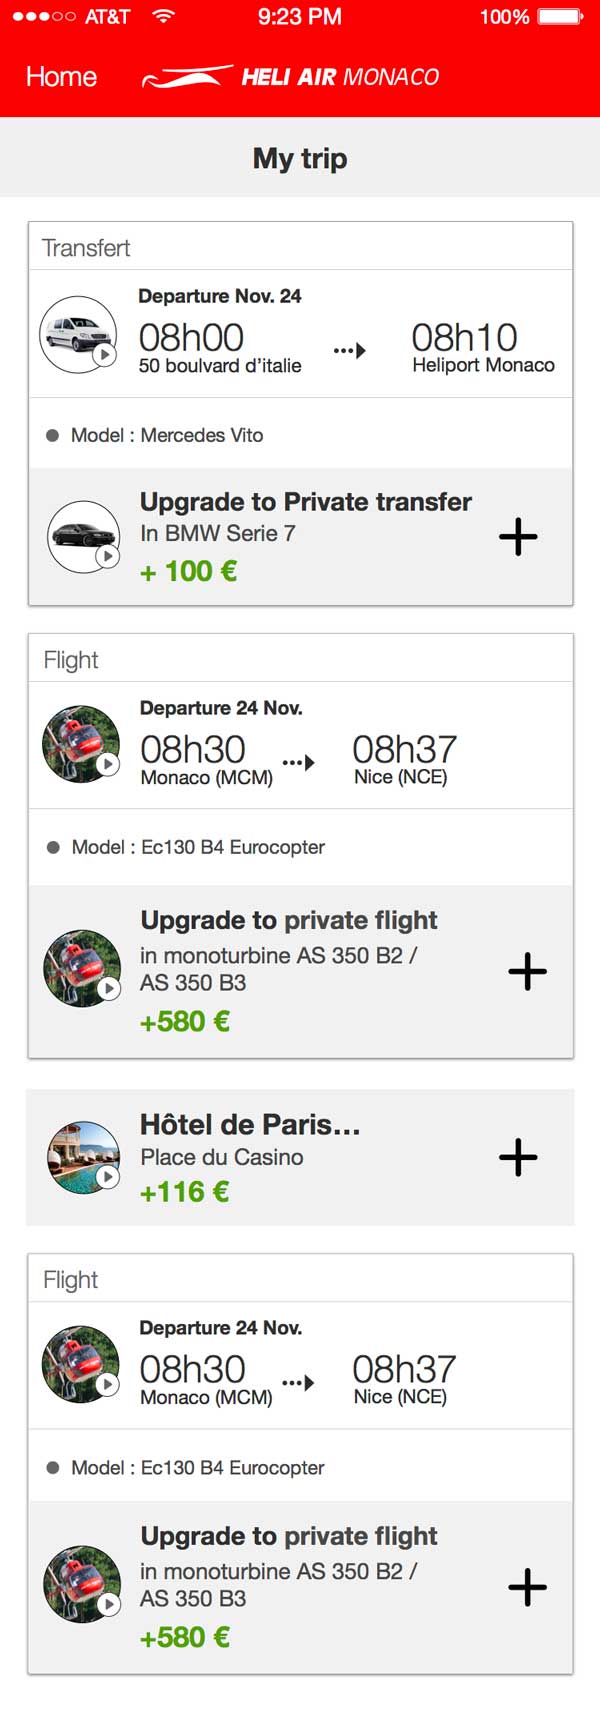 AT&T 9:23 PM 100%
Home HELI AIR MONACO
My trip
Transfert
Departure Nov. 24
08h00 08h10
50 boulvard d'italie Heliport Monaco
Model : Mercedes Vito
Upgrade to Private transfer
In BMW Serie 7
+ 100 €
Flight
Departure 24 Nov.
08h30 08h37
Monaco (MCM) Nice (NCE)
Model : Ec130 B4 Eurocopter
Upgrade to private flight
in monoturbine AS 350 B2 /
AS 350 B3
+580 €
Hôtel de Paris...
Place du Casino
+116 €
Flight
Departure 24 Nov.
08h30 08h37
Monaco (MCM) Nice (NCE)
Model : Ec130 B4 Eurocopter
Upgrade to private flight
in monoturbine AS 350 B2 /
AS 350 B3
+580 €